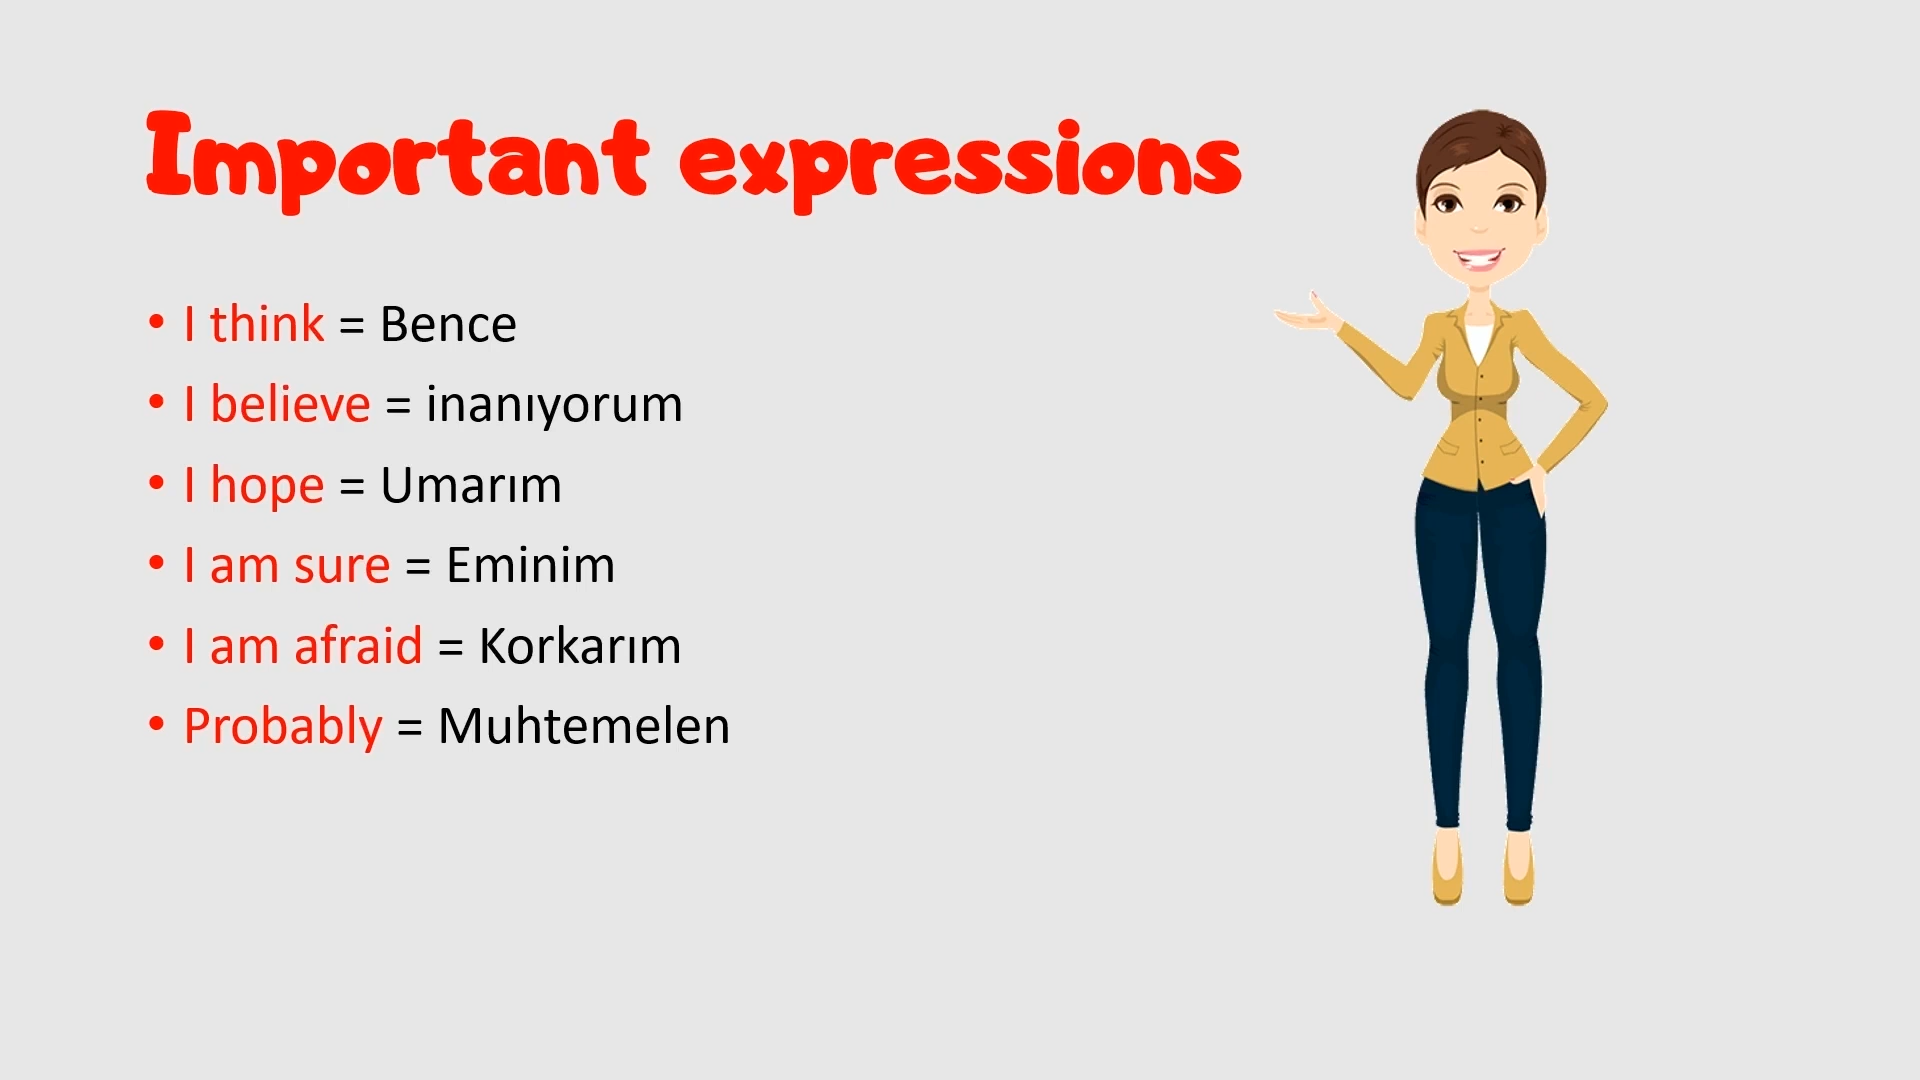 Important expressions
• I think = Bence
• I believe = inanıyorum
• I hope = Umarım
• I am sure = Eminim
• I am afraid = Korkarım
• Probably = Muhtemelen